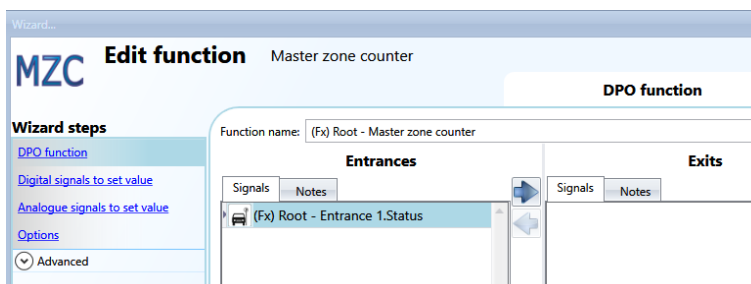 Wizard...
MZC Edit function Master zone counter
DPO function
Wizard steps
DPO function
Digital signals to set value
Analogue signals to set value
Options
Advanced
Function name: (Fx) Root - Master zone counter
Entrances
Signals Notes
(Fx) Root - Entrance 1.Status
Exits
Signals Notes